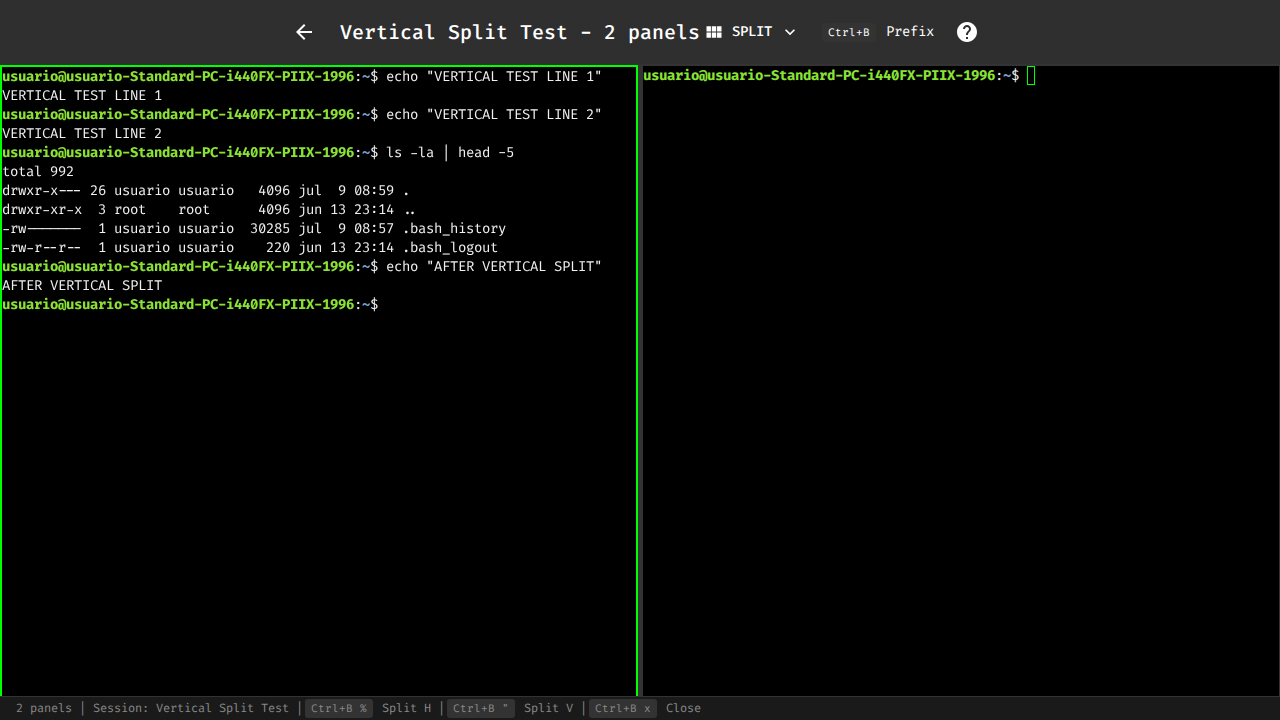 Vertical Split Test - 2 panels SPLIT Ctrl+B Prefix
usuario@usuario-Standard-PC-i440FX-PIIX-1996:~$ echo "VERTICAL TEST LINE 1"
VERTICAL TEST LINE 1
usuario@usuario-Standard-PC-i440FX-PIIX-1996:~$ echo "VERTICAL TEST LINE 2"
VERTICAL TEST LINE 2
usuario@usuario-Standard-PC-i440FX-PIIX-1996:~$ ls -la | head -5
total 992
drwxr-x--- 26 usuario usuario   4096 jul  9 08:59 .
drwxr-xr-x  3 root    root      4096 jun 13 23:14 ..
-rw-------  1 usuario usuario  30285 jul  9 08:57 .bash_history
-rw-r--r--  1 usuario usuario    220 jun 13 23:14 .bash_logout
usuario@usuario-Standard-PC-i440FX-PIIX-1996:~$ echo "AFTER VERTICAL SPLIT"
AFTER VERTICAL SPLIT
usuario@usuario-Standard-PC-i440FX-PIIX-1996:~$
usuario@usuario-Standard-PC-i440FX-PIIX-1996:~$
2 panels | Session: Vertical Split Test | Ctrl+B % Split H | Ctrl+B " Split V | Ctrl+B x Close